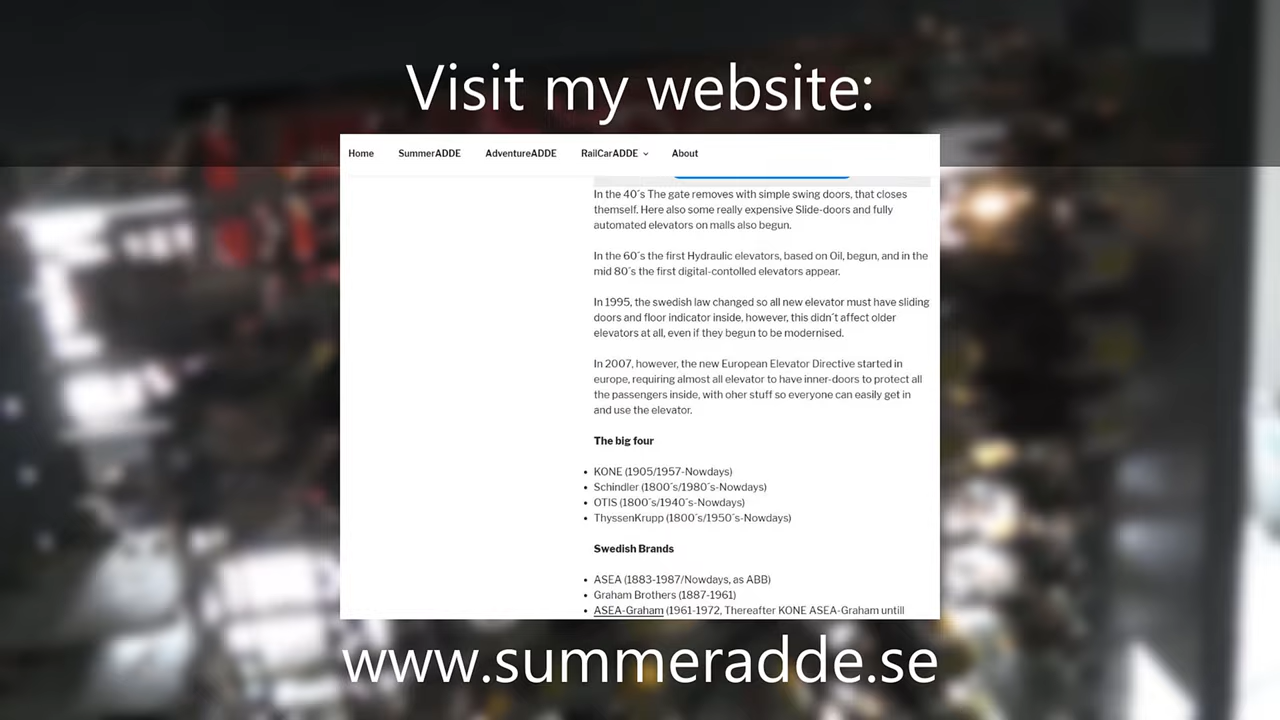 Visit my website:
Home SummerADDE AdventureADDE RailCarADDE About
In the 40´s The gate removes with simple swing doors, that closes
themself. Here also some really expensive Slide-doors and fully
automated elevators on malls also begun.
In the 60´s the first Hydraulic elevators, based on Oil, begun, and in the
mid 80´s the first digital-contolled elevators appear.
In 1995, the swedish law changed so all new elevator must have sliding
doors and floor indicator inside, however, this didn´t affect older
elevators at all, even if they begun to be modernised.
In 2007, however, the new European Elevator Directive started in
europe, requiring almost all elevator to have inner-doors to protect all
the passengers inside, with oher stuff so everyone can easily get in
and use the elevator.
The big four
• KONE (1905/1957-Nowdays)
• Schindler (1800´s/1980´s-Nowdays)
• OTIS (1800´s/1940´s-Nowdays)
• ThyssenKrupp (1800´s/1950´s-Nowdays)
Swedish Brands
• ASEA (1883-1987/Nowdays, as ABB)
• Graham Brothers (1887-1961)
• ASEA-Graham (1961-1972, Thereafter KONE ASEA-Graham untill
www.summeradde.se